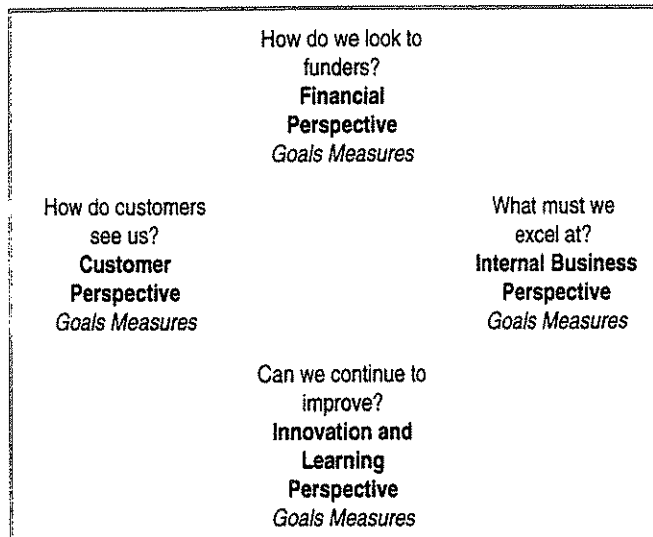 How do we look to
funders?
Financial
Perspective
Goals Measures
How do customers
see us?
Customer
Perspective
Goals Measures
What must we
excel at?
Internal Business
Perspective
Goals Measures
Can we continue to
improve?
Innovation and
Learning
Perspective
Goals Measures